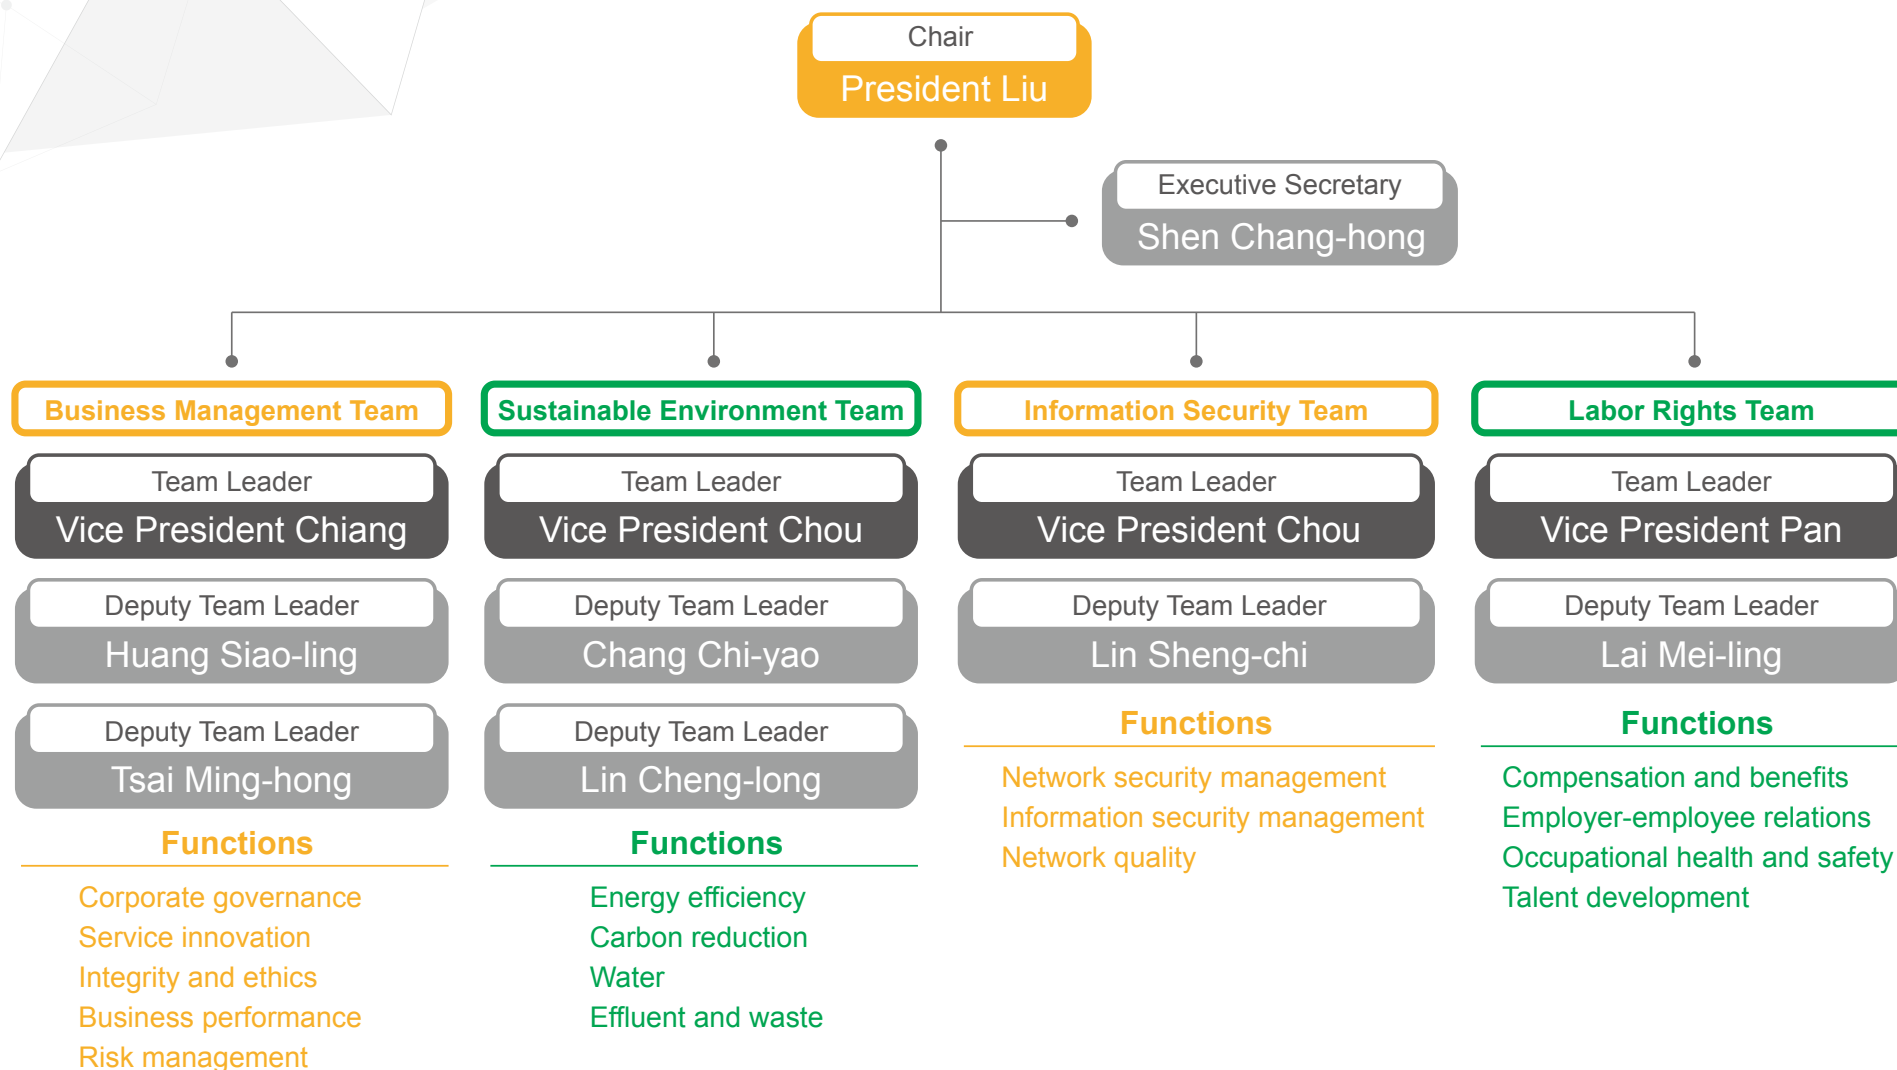 Chair
President Liu
Executive Secretary
Shen Chang-hong
Business Management Team
Team Leader
Vice President Chiang
Deputy Team Leader
Huang Siao-ling
Deputy Team Leader
Tsai Ming-hong
Functions
Corporate governance
Service innovation
Integrity and ethics
Business performance
Risk management
Sustainable Environment Team
Team Leader
Vice President Chou
Deputy Team Leader
Chang Chi-yao
Deputy Team Leader
Lin Cheng-long
Functions
Energy efficiency
Carbon reduction
Water
Effluent and waste
Information Security Team
Team Leader
Vice President Chou
Deputy Team Leader
Lin Sheng-chi
Functions
Network security management
Information security management
Network quality
Labor Rights Team
Team Leader
Vice President Pan
Deputy Team Leader
Lai Mei-ling
Functions
Compensation and benefits
Employer-employee relations
Occupational health and safety
Talent development